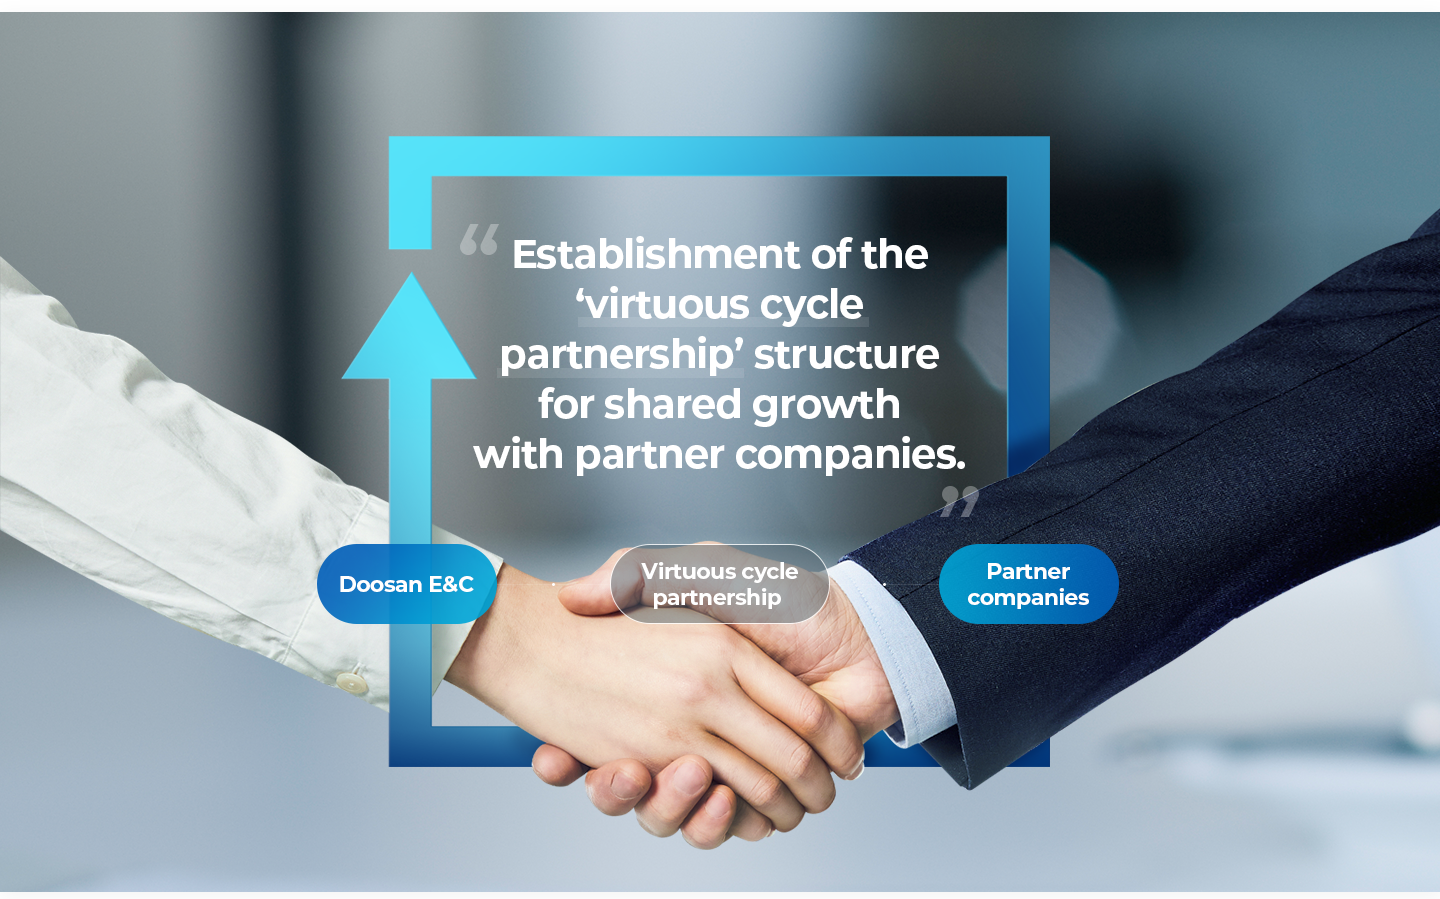 “ Establishment of the
‘virtuous cycle
partnership’ structure
for shared growth
with partner companies. ”
Doosan E&C
Virtuous cycle
partnership
Partner
companies